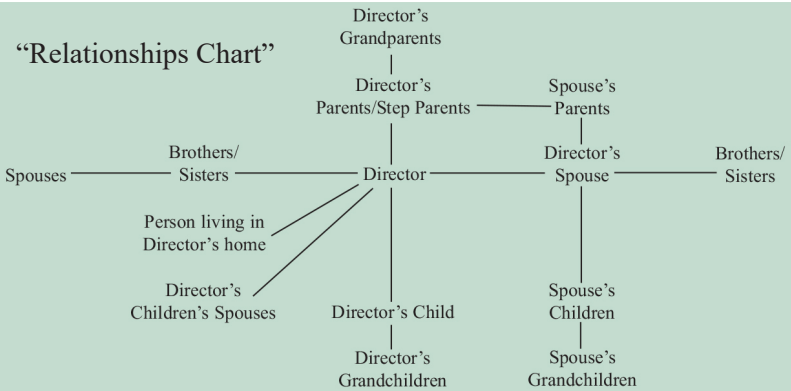 Director’s
Grandparents
“Relationships Chart”
Director’s
Parents/Step Parents
Spouse’s
Parents
Spouses
Brothers/
Sisters
Director
Director’s
Spouse
Brothers/
Sisters
Person living in
Director’s home
Director’s
Children’s Spouses
Director’s Child
Spouse’s
Children
Director’s
Grandchildren
Spouse’s
Grandchildren